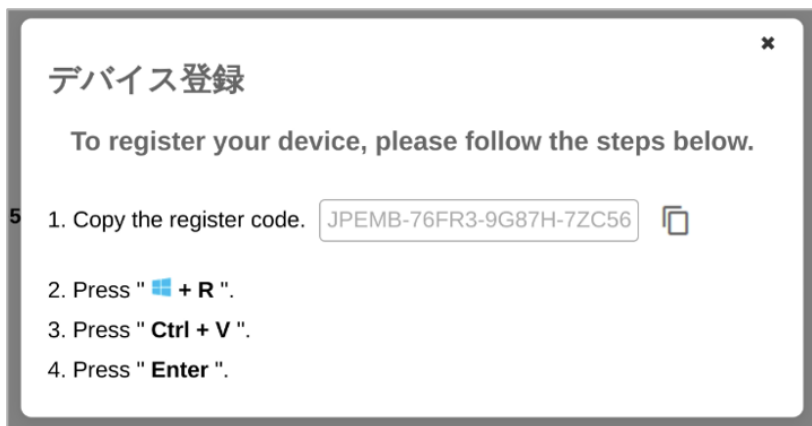 ✖
デバイス登録
To register your device, please follow the steps below.
5
1. Copy the register code. JPEMB-76FR3-9G87H-7ZC56
2. Press " + R ".
3. Press " Ctrl + V ".
4. Press " Enter ".